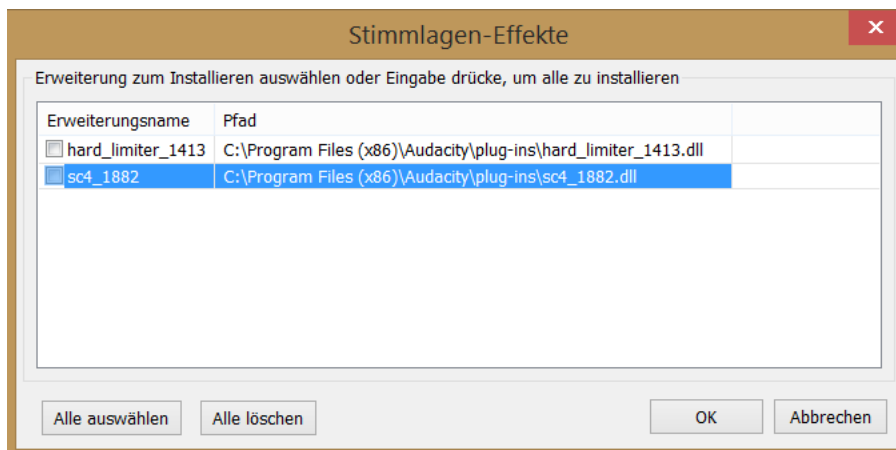 Stimmlagen-Effekte
x
Erweiterung zum Installieren auswählen oder Eingabe drücke, um alle zu installieren
Erweiterungsname Pfad
hard_limiter_1413 C:\Program Files (x86)\Audacity\plug-ins\hard_limiter_1413.dll
sc4_1882 C:\Program Files (x86)\Audacity\plug-ins\sc4_1882.dll
Alle auswählen Alle löschen OK Abbrechen